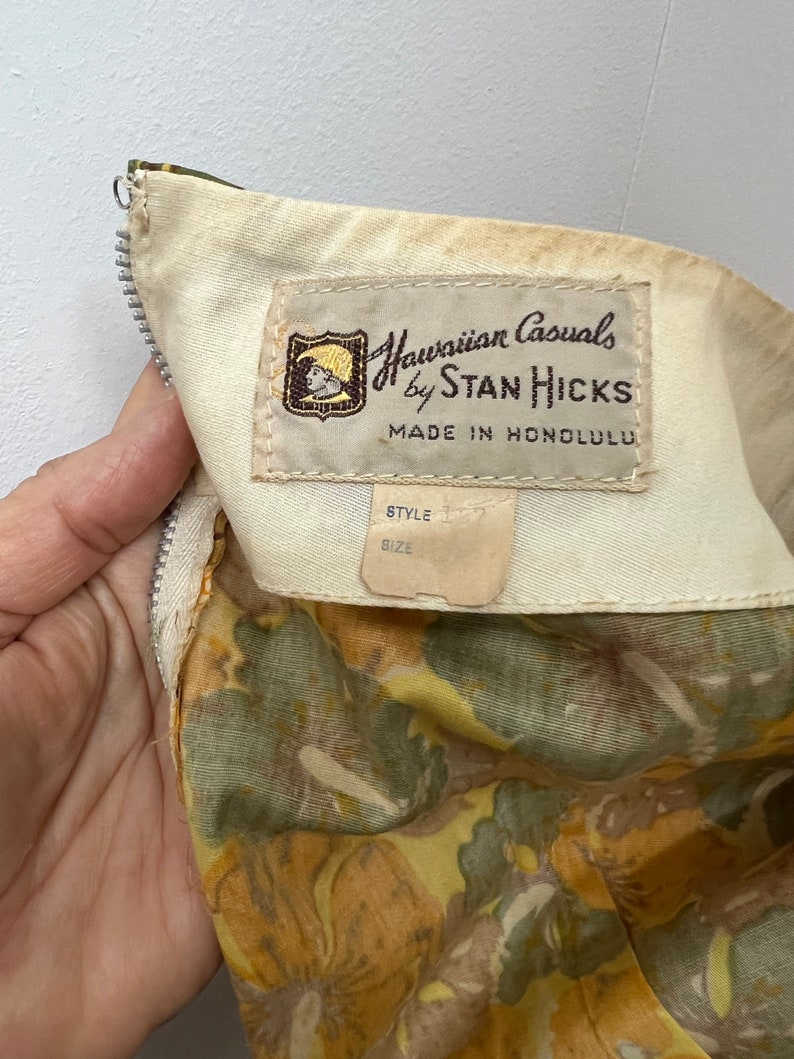 Hawaiian Casuals
by STAN HICKS
MADE IN HONOLULU
STYLE
SIZE